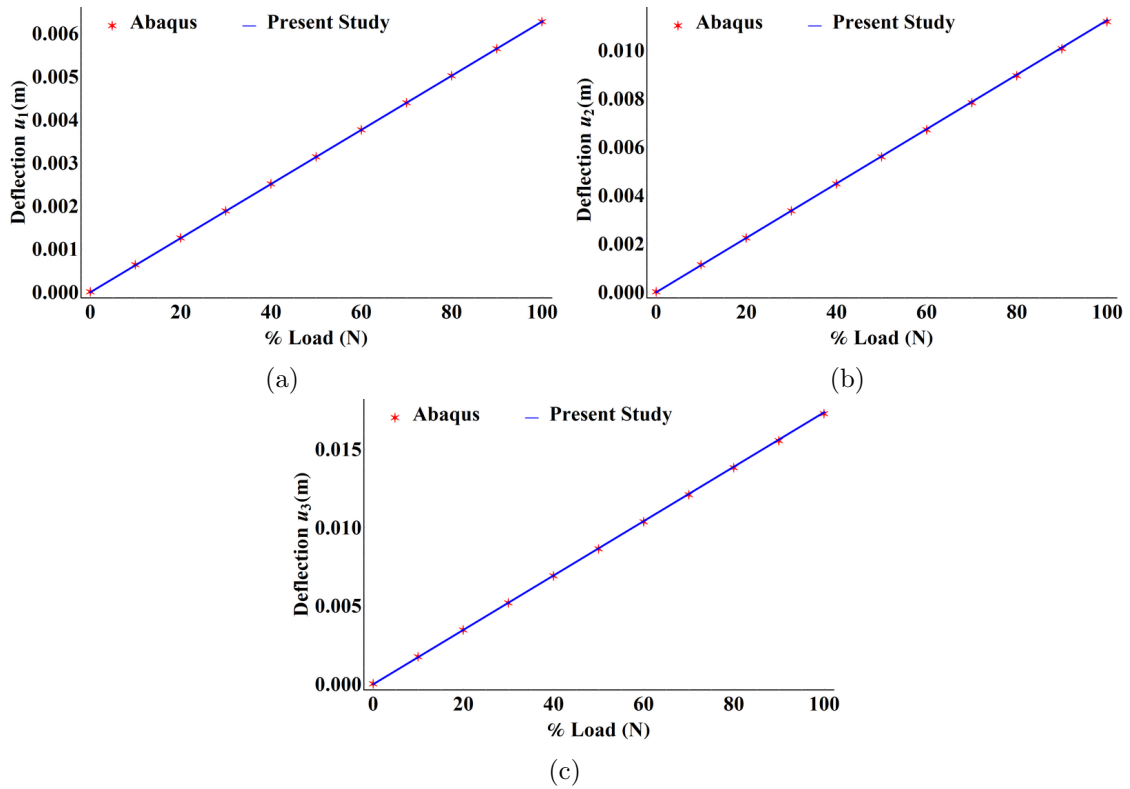 Abaqus
Present Study
0.006
0.005
0.004
0.003
0.002
0.001
0.000
Deflection u1(m)
0 20 40 60 80 100
% Load (N)
(a)
Abaqus
Present Study
0.010
0.008
0.006
0.004
0.002
0.000
Deflection u2(m)
0 20 40 60 80 100
% Load (N)
(b)
Abaqus
Present Study
0.015
0.010
0.005
0.000
Deflection u3(m)
0 20 40 60 80 100
% Load (N)
(c)